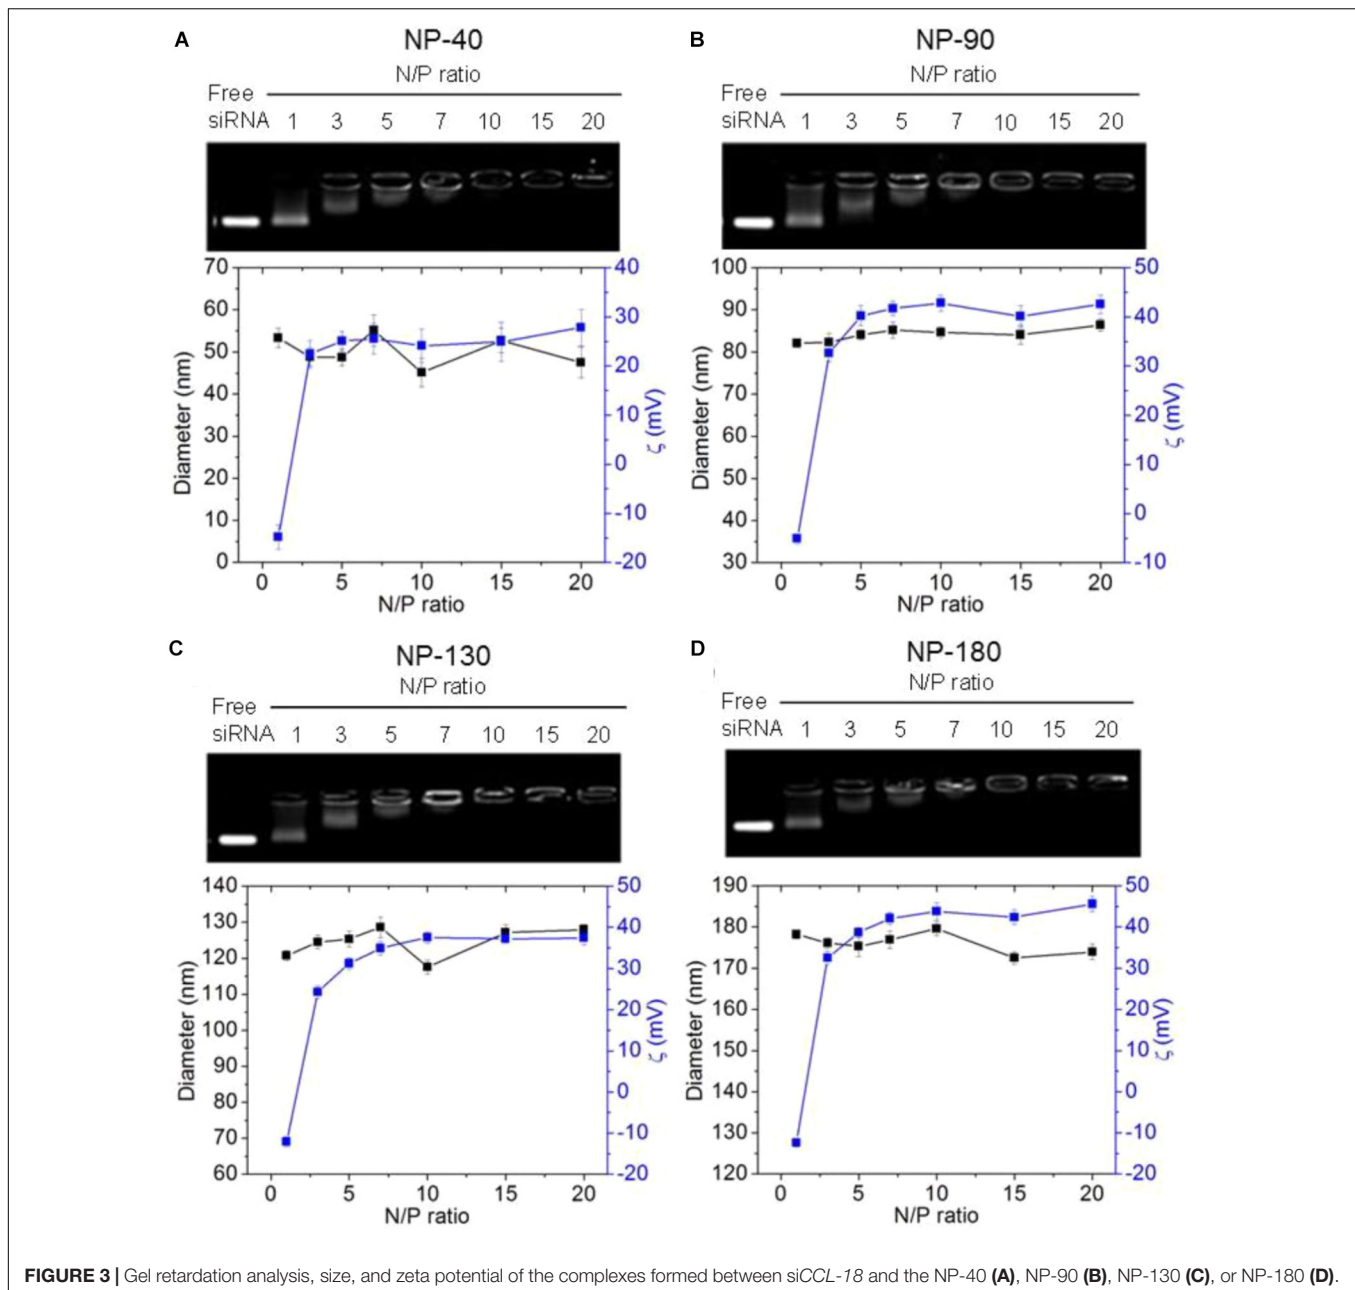 A
NP-40
N/P ratio
Free
siRNA 1 3 5 7 10 15 20
70
60
50
40
30
20
10
0
Diameter (nm)
40
30
20
10
0
-10
-20
ζ (mV)
0 5 10 15 20
N/P ratio
B
NP-90
N/P ratio
Free
siRNA 1 3 5 7 10 15 20
100
90
80
70
60
50
40
30
Diameter (nm)
50
40
30
20
10
0
-10
ζ (mV)
0 5 10 15 20
N/P ratio
C
NP-130
N/P ratio
Free
siRNA 1 3 5 7 10 15 20
140
130
120
110
100
90
80
70
60
Diameter (nm)
50
40
30
20
10
0
-10
-20
ζ (mV)
0 5 10 15 20
N/P ratio
D
NP-180
N/P ratio
Free
siRNA 1 3 5 7 10 15 20
190
180
170
160
150
140
130
120
Diameter (nm)
50
40
30
20
10
0
-10
-20
ζ (mV)
0 5 10 15 20
N/P ratio
FIGURE 3 | Gel retardation analysis, size, and zeta potential of the complexes formed between siCCL-18 and the NP-40 (A), NP-90 (B), NP-130 (C), or NP-180 (D).